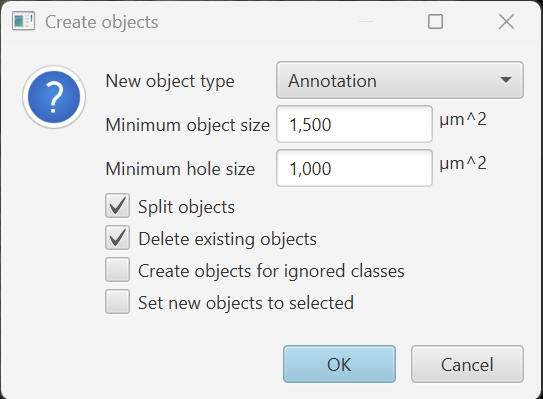 Create objects
?
New object type Annotation
Minimum object size 1,500 µm^2
Minimum hole size 1,000 µm^2
Split objects
Delete existing objects
Create objects for ignored classes
Set new objects to selected
OK Cancel